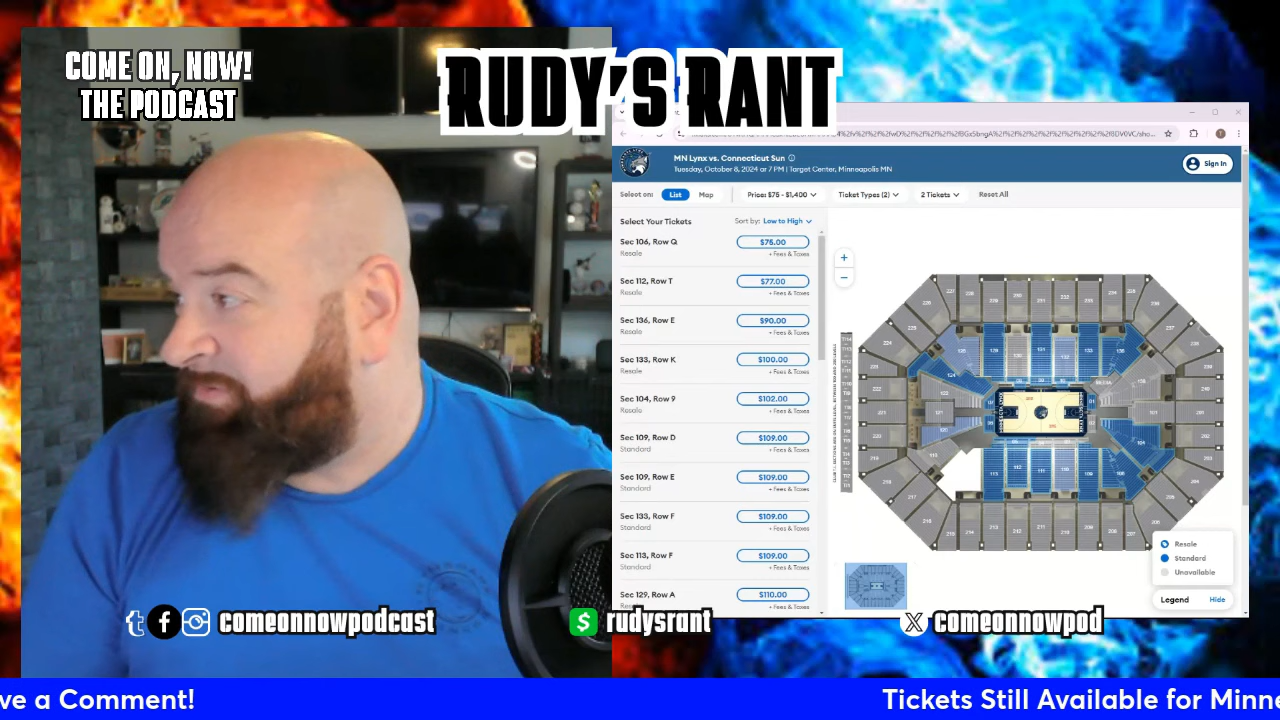 COME ON, NOW!
THE PODCAST
RUDY'S RANT
MN Lynx vs. Connecticut Sun
Tuesday, October 8, 2024 at 7 PM | Target Center, Minneapolis MN
Sign In
Select on: List Map Price: $75 - $1,400 Ticket Types (2) 2 Tickets Reset All
Select Your Tickets Sort by: Low to High
Sec 106, Row Q $75.00
Resale + Fees & Taxes
Sec 112, Row T $77.00
Resale + Fees & Taxes
Sec 136, Row E $90.00
Resale + Fees & Taxes
Sec 133, Row K $100.00
Resale + Fees & Taxes
Sec 104, Row 9 $102.00
Resale + Fees & Taxes
Sec 109, Row D $109.00
Standard + Fees & Taxes
Sec 109, Row E $109.00
Standard + Fees & Taxes
Sec 133, Row F $109.00
Standard + Fees & Taxes
Sec 113, Row F $109.00
Standard + Fees & Taxes
Sec 129, Row A $110.00
+ Fees & Taxes
Resale
Standard
Unavailable
Legend Hide
comeonnowpodcast
rudysrant
comeonnowpod
ve a Comment! Tickets Still Available for Minne